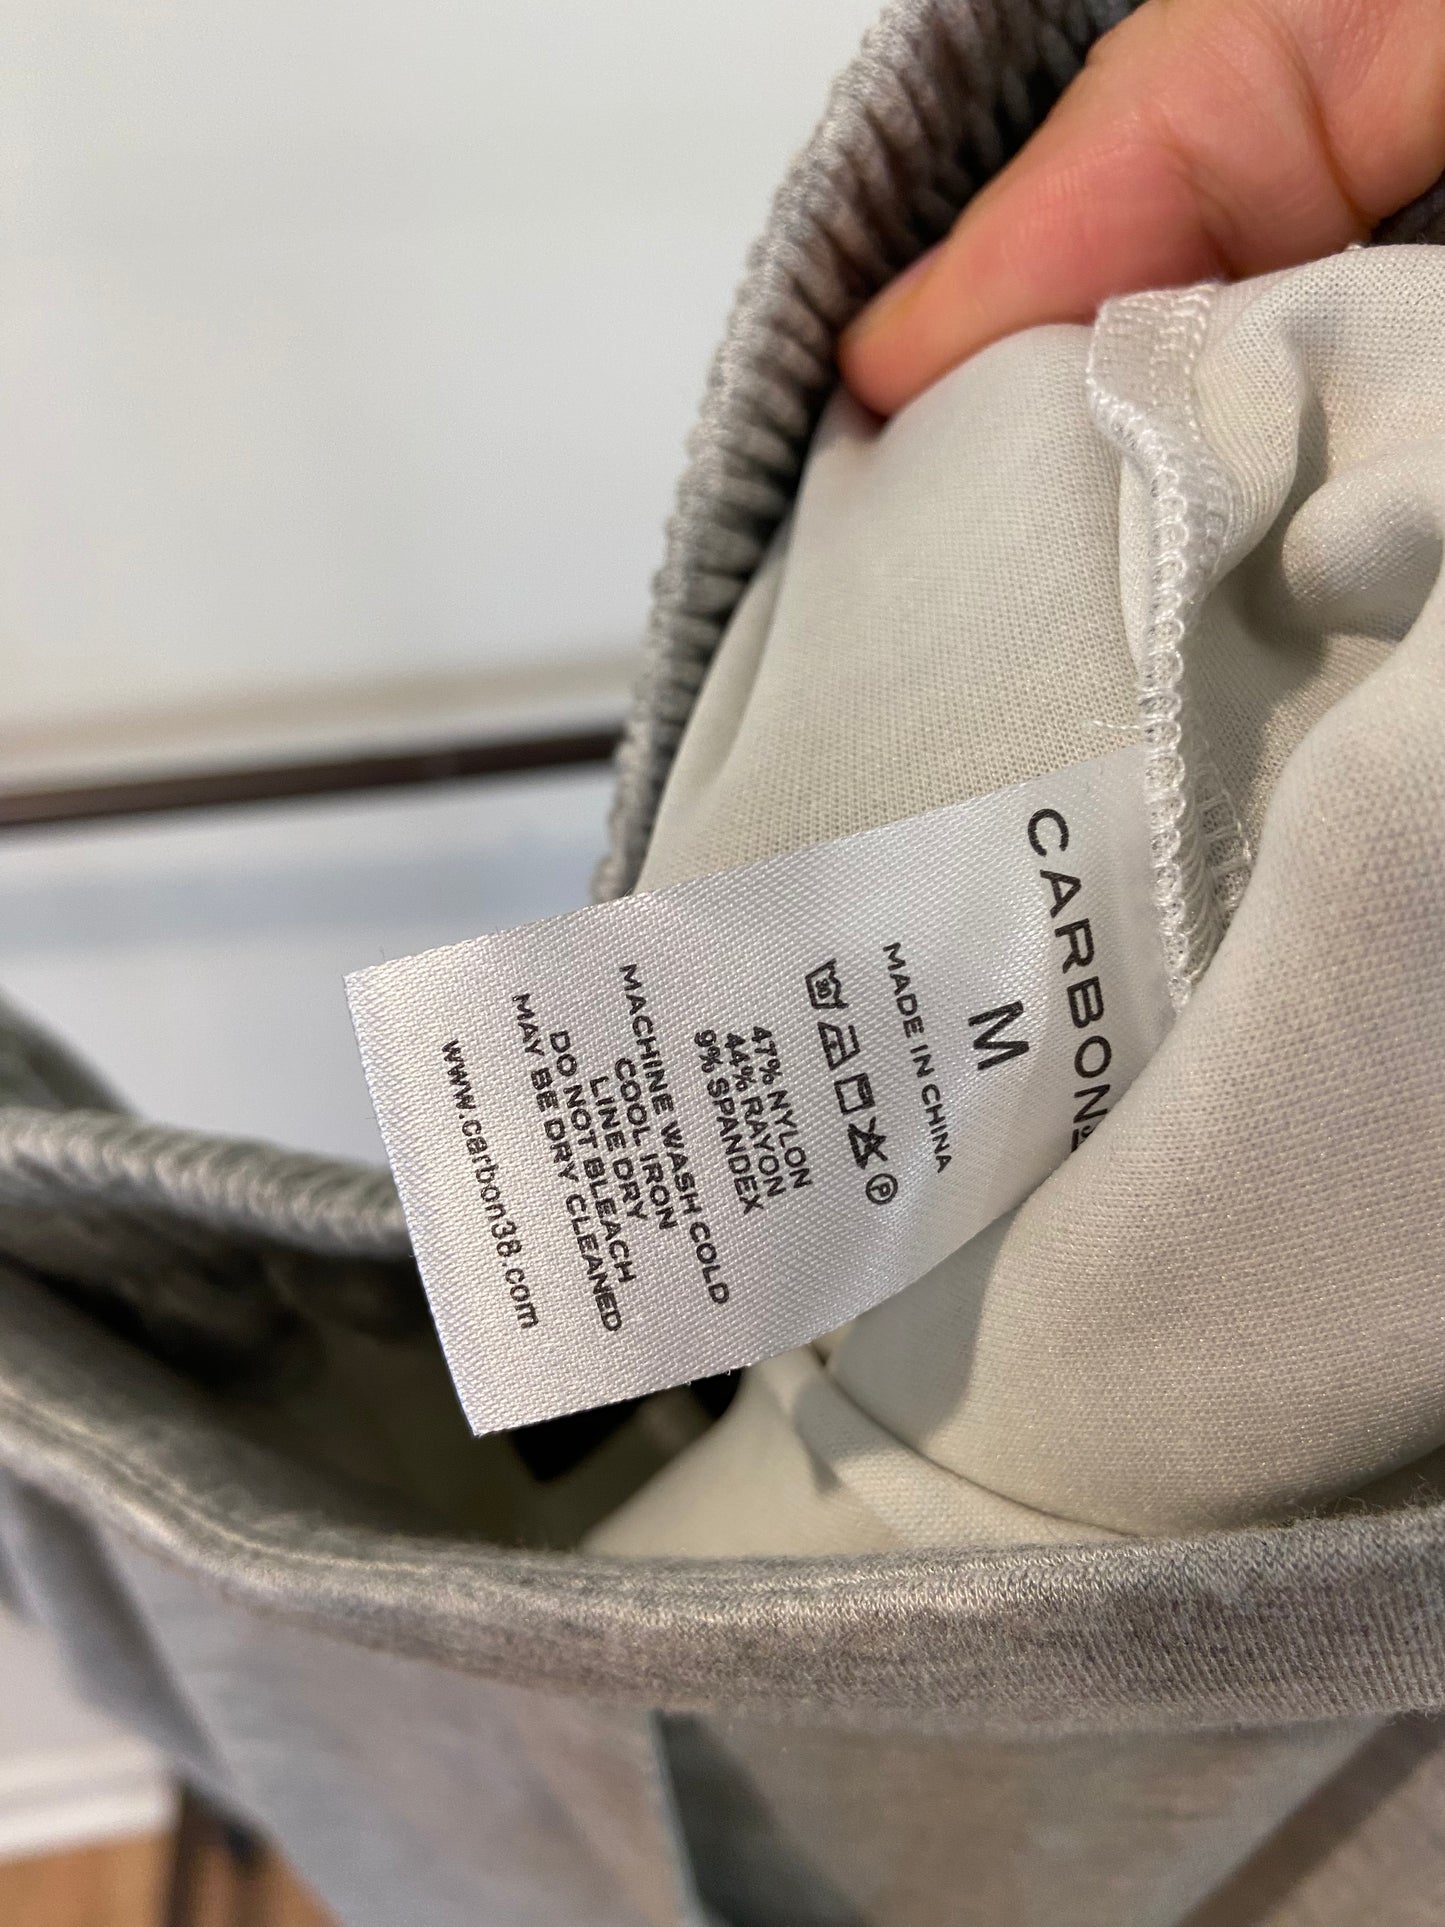 CARBON
M
MADE IN CHINA
30
P
47% NYLON
44% RAYON
9% SPANDEX
MACHINE WASH COLD
COOL IRON
LINE DRY
DO NOT BLEACH
MAY BE DRY CLEANED
www.carbon38.com